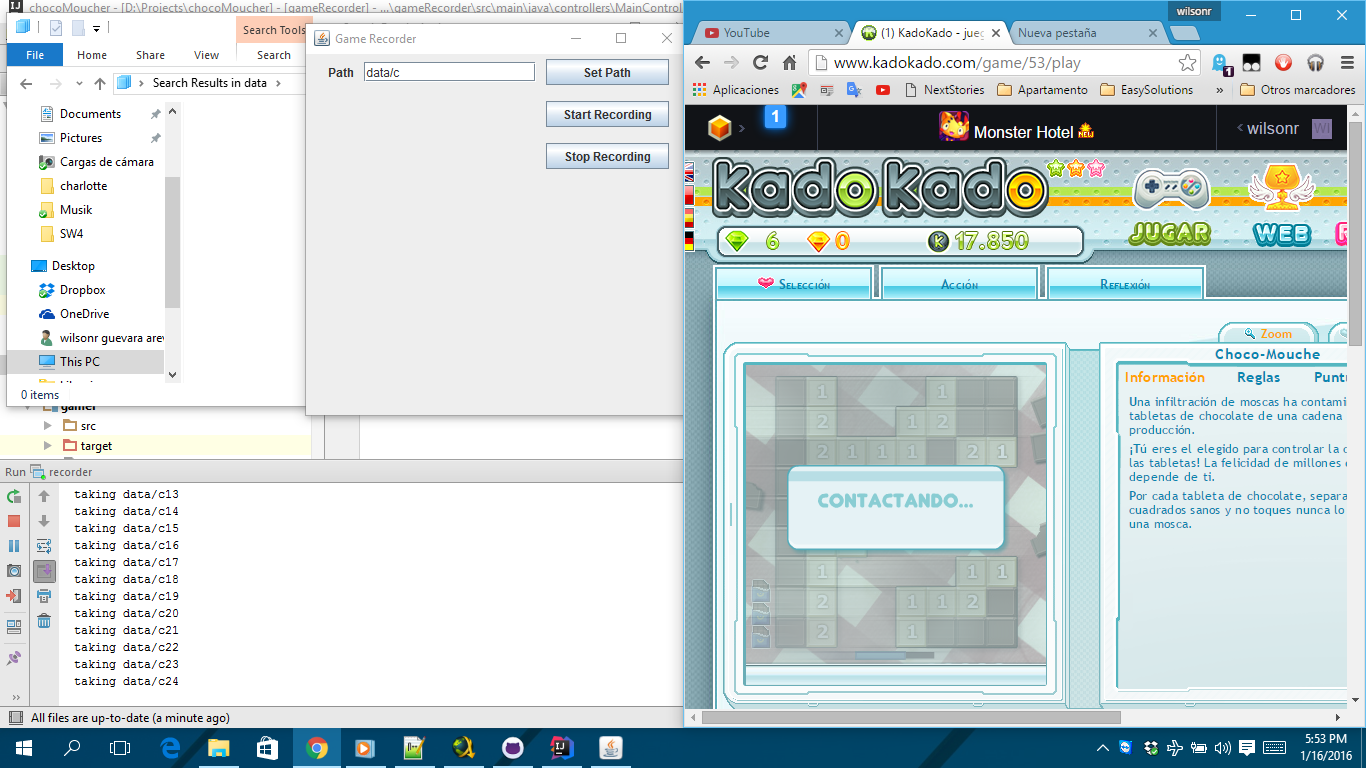 chocoMoucher - [D:\Projects\chocoMoucher] - [gameRecorder] - ...\gameRecorder\src\main\java\controllers\MainControl
Search Tools
File
Home
Share
View
Search
Search Results in data
Documents
Pictures
Cargas de cámara
charlotte
Musik
SW4
Desktop
Dropbox
OneDrive
wilsonr guevara arev
This PC
0 items
Game Recorder
Path
data/c
Set Path
Start Recording
Stop Recording
src
target
Run
recorder
taking data/c13
taking data/c14
taking data/c15
taking data/c16
taking data/c17
taking data/c18
taking data/c19
taking data/c20
taking data/c21
taking data/c22
taking data/c23
taking data/c24
All files are up-to-date (a minute ago)
wilsonr
YouTube
(1) KadoKado - jueg
Nueva pestaña
www.kadokado.com/game/53/play
1
Aplicaciones
NextStories
Apartamento
EasySolutions
»
Otros marcadores
1
Monster Hotel
NEW
wilsonr
WI
kadokado
JUGAR
WEB
6
0
K
17.850
Selección
Acción
Reflexión
Zoom
Choco-Mouche
Información
Reglas
Puntu
Una infiltración de moscas ha contami
tabletas de chocolate de una cadena
producción.
¡Tú eres el elegido para controlar la c
las tabletas! La felicidad de millones
depende de ti.
Por cada tableta de chocolate, separa
cuadrados sanos y no toques nunca lo
una mosca.
1 1
2 1 2
2 1 1 1 2 1
CONTACTANDO...
1 1 1
2 1 1 2
2 1
5:53 PM
1/16/2016